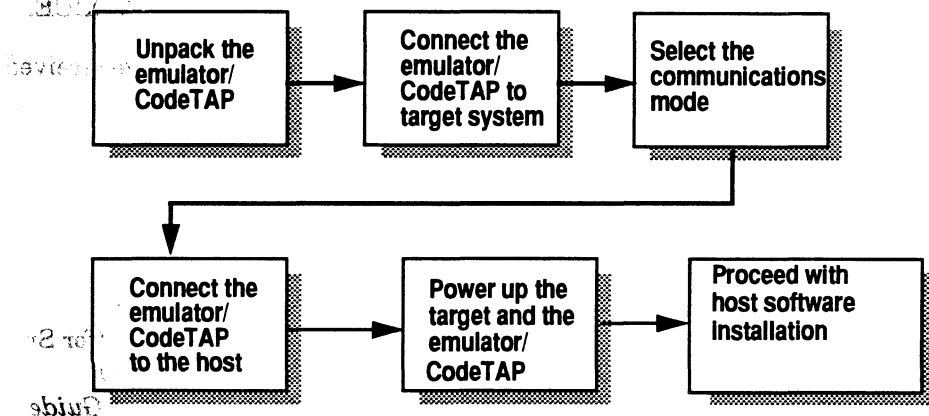 Unpack the
emulator/
CodeTAP
Connect the
emulator/
CodeTAP to
target system
Select the
communications
mode
Connect the
emulator/
CodeTAP
to the host
Power up the
target and the
emulator/
CodeTAP
Proceed with
host software
installation
Guide